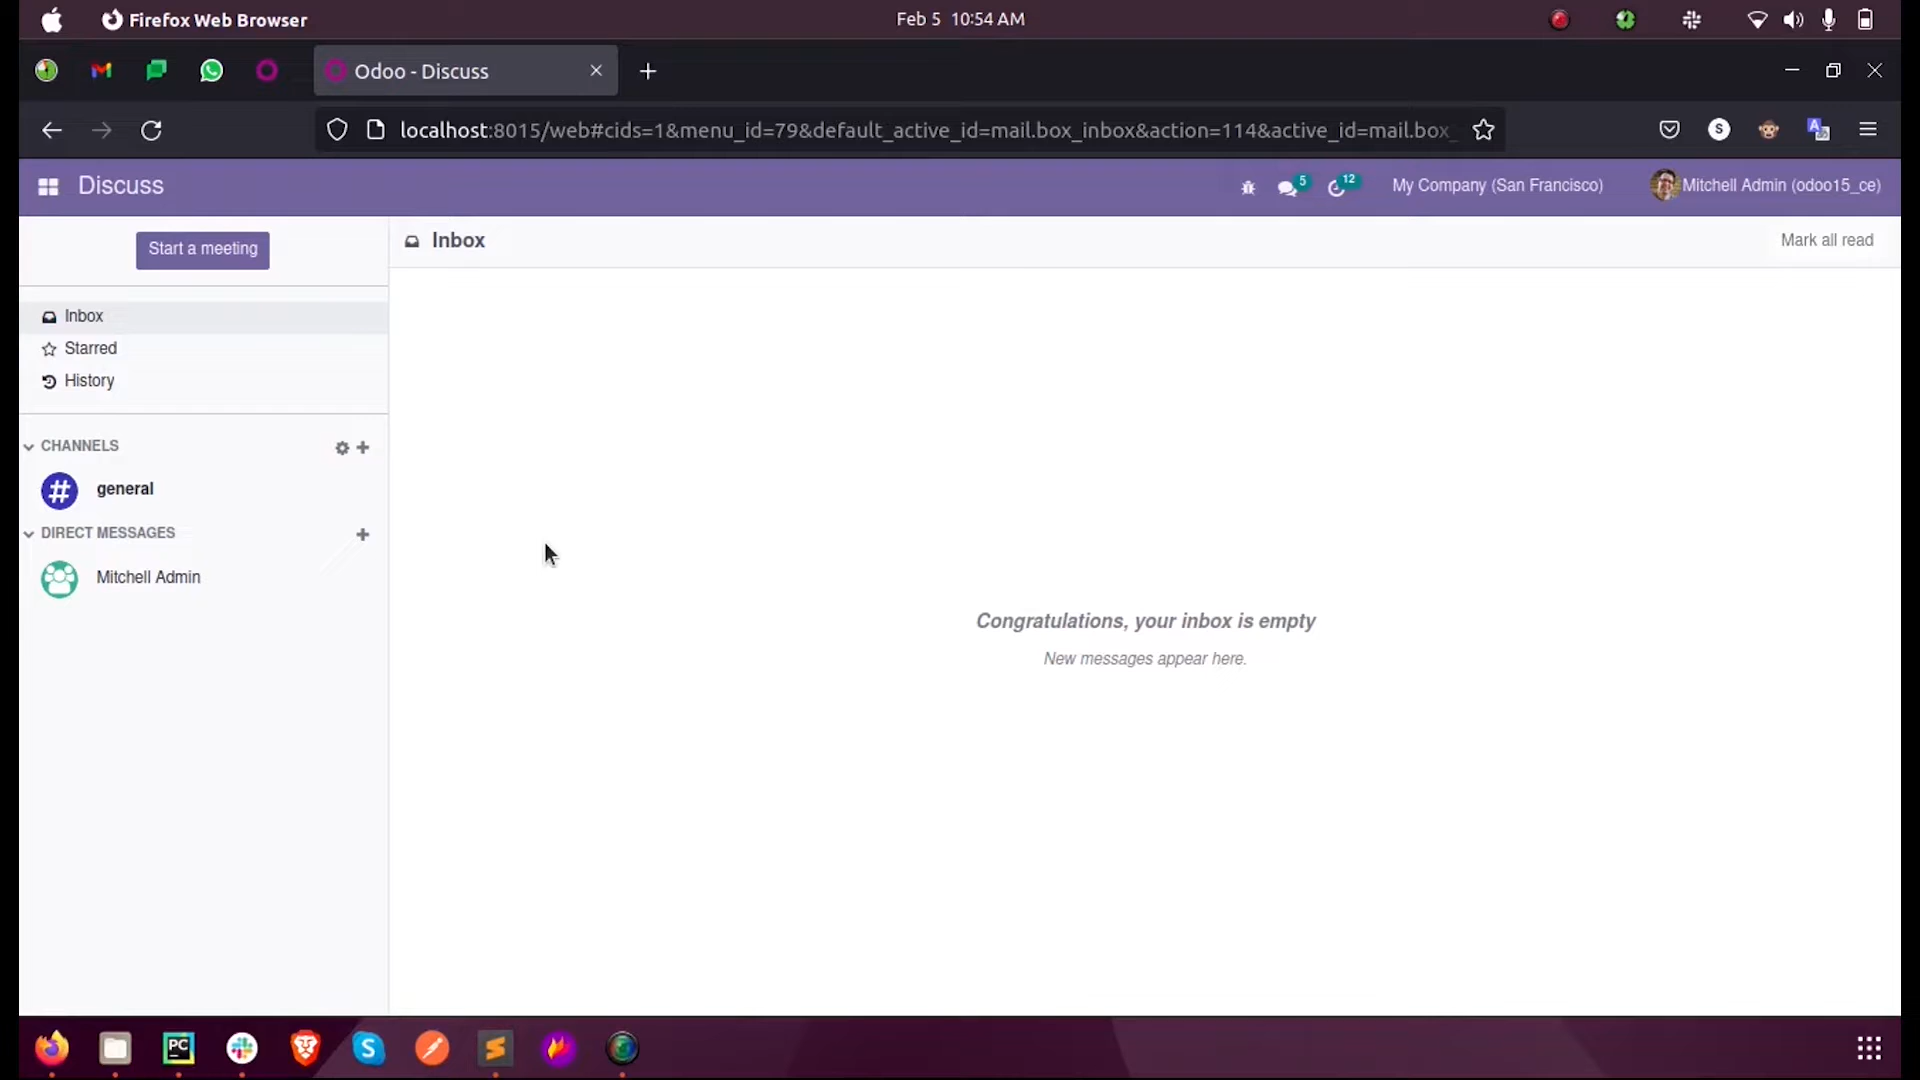 Firefox Web Browser
Feb 5 10:54 AM
Odoo - Discuss
localhost:8015/web#cids=1&menu_id=79&default_active_id=mail.box_inbox&action=114&active_id=mail.box_
S
Discuss
5
12
My Company (San Francisco)
Mitchell Admin (odoo15_ce)
Start a meeting
Inbox
Mark all read
Inbox
Starred
History
CHANNELS
# general
DIRECT MESSAGES
Mitchell Admin
Congratulations, your inbox is empty
New messages appear here.
PC
S